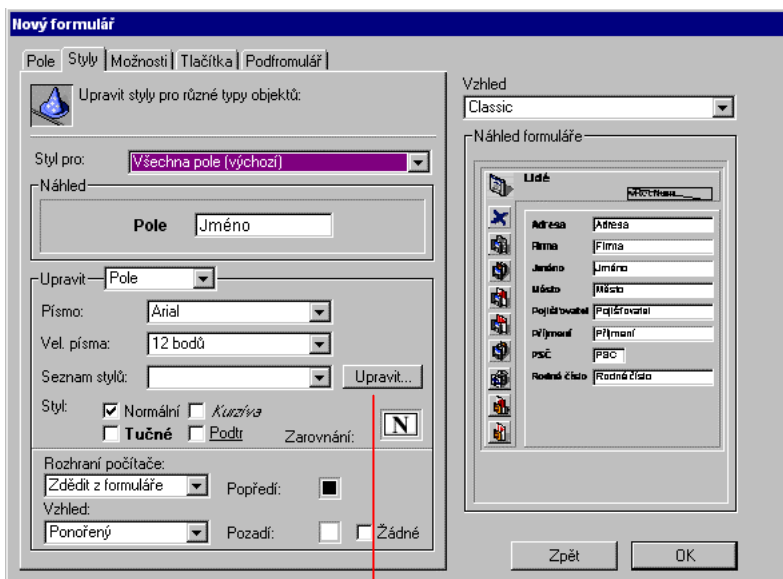 Nový formulář
Pole Styly Možnosti Tlačítka Podfromulář
Upravit styly pro různé typy objektů:
Styl pro: Všechna pole (výchozí)
Náhled
Pole Jméno
Upravit Pole
Písmo: Arial
Vel. písma: 12 bodů
Seznam stylů: Upravit...
Styl: Normální Kurzíva
Tučné Podtr Zarovnání: N
Rozhraní počítače:
Zdědit z formuláře Popředí:
Vzhled:
Ponořený Pozadí: Žádné
Vzhled
Classic
Náhled formuláře
Lidé
Adresa Adresa
Firma Firma
Jméno Jméno
Město Město
Pojišťovatel Pojišťovatel
Příjmení Příjmení
PSČ PSČ
Rodné číslo Rodné číslo
Zpět OK